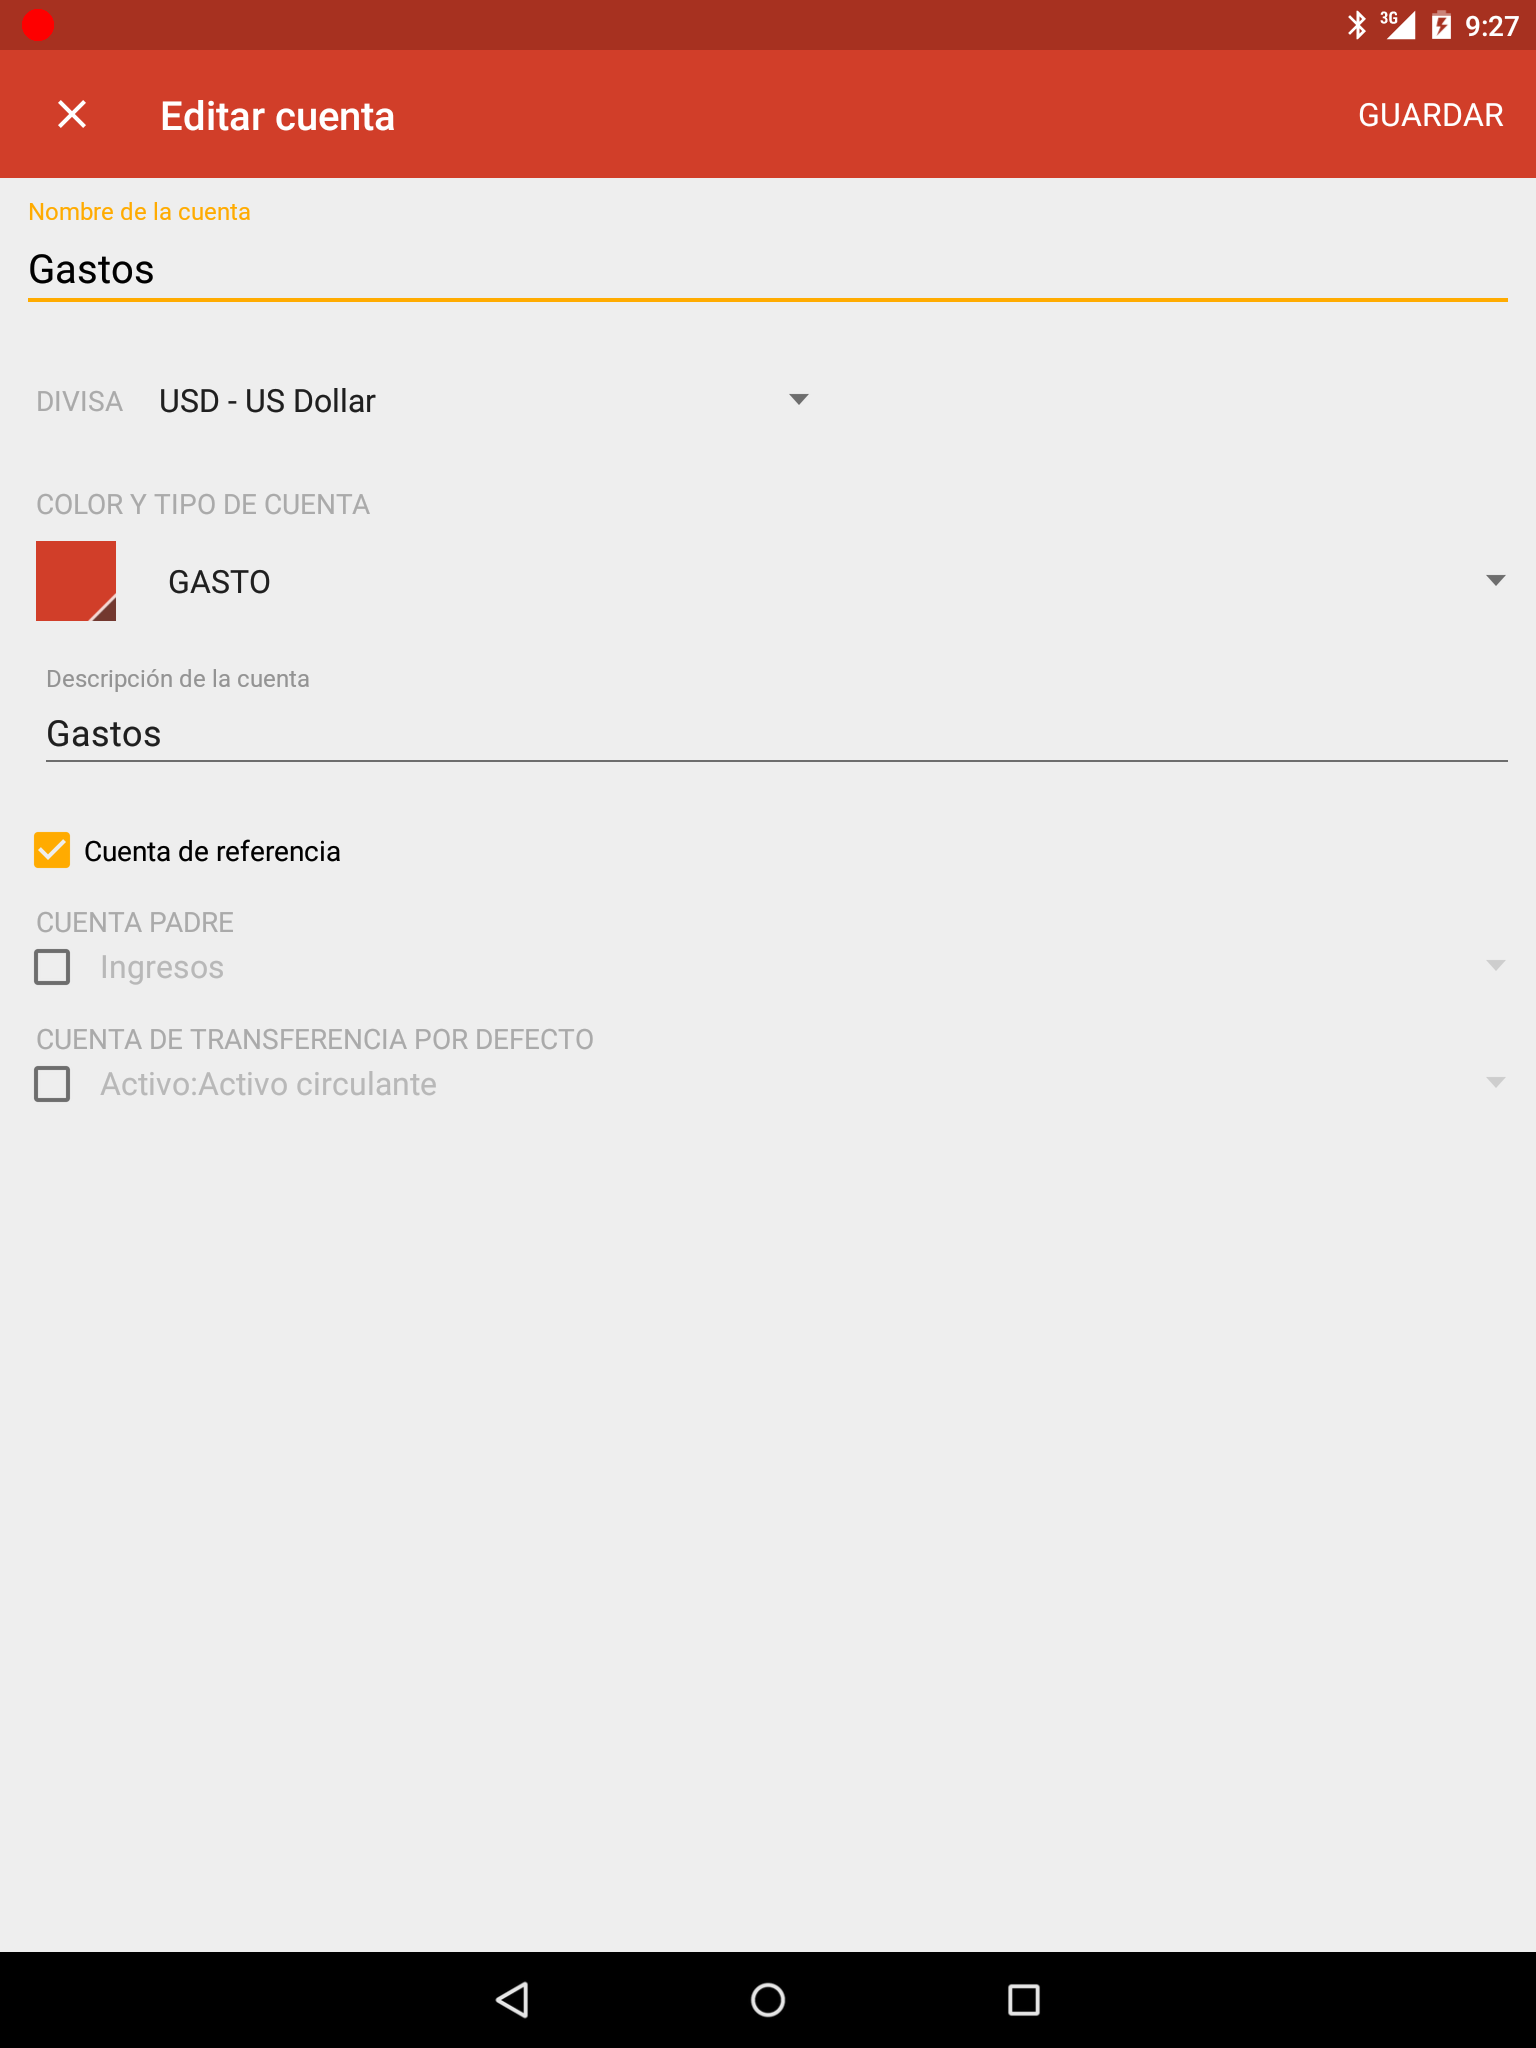 3G 9:27
Editar cuenta
GUARDAR
Nombre de la cuenta
Gastos
DIVISA USD - US Dollar
COLOR Y TIPO DE CUENTA
GASTO
Descripción de la cuenta
Gastos
Cuenta de referencia
CUENTA PADRE
Ingresos
CUENTA DE TRANSFERENCIA POR DEFECTO
Activo:Activo circulante